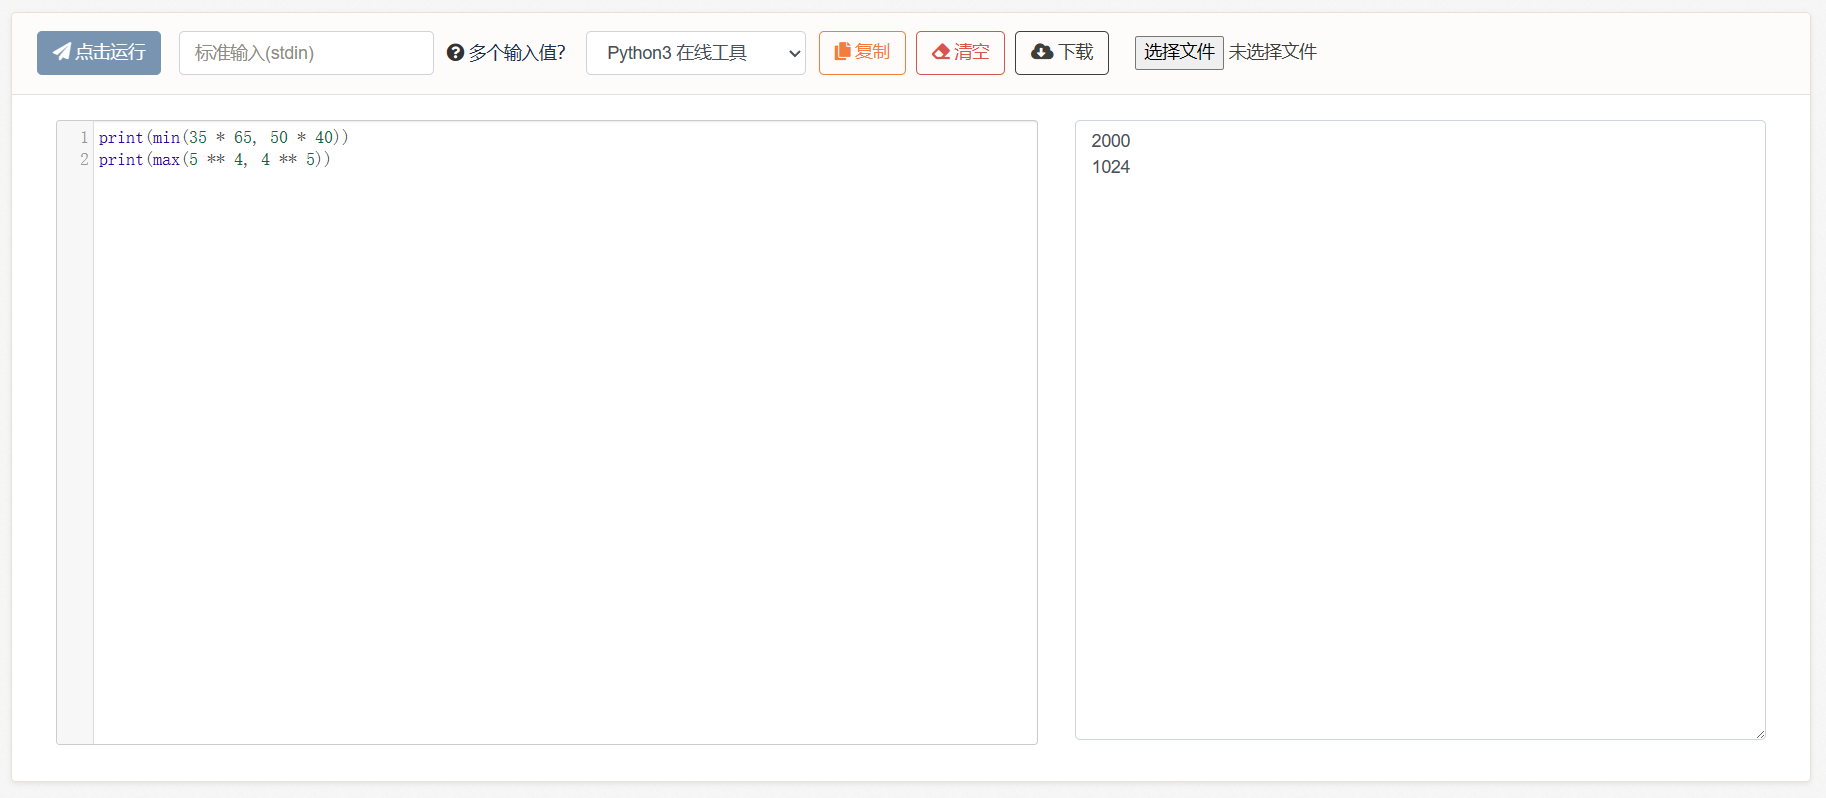 点击运行 标准输入(stdin) 多个输入值? Python3 在线工具 复制 清空 下载 选择文件 未选择文件
1 print(min(35 * 65, 50 * 40))
2 print(max(5 ** 4, 4 ** 5))
2000
1024